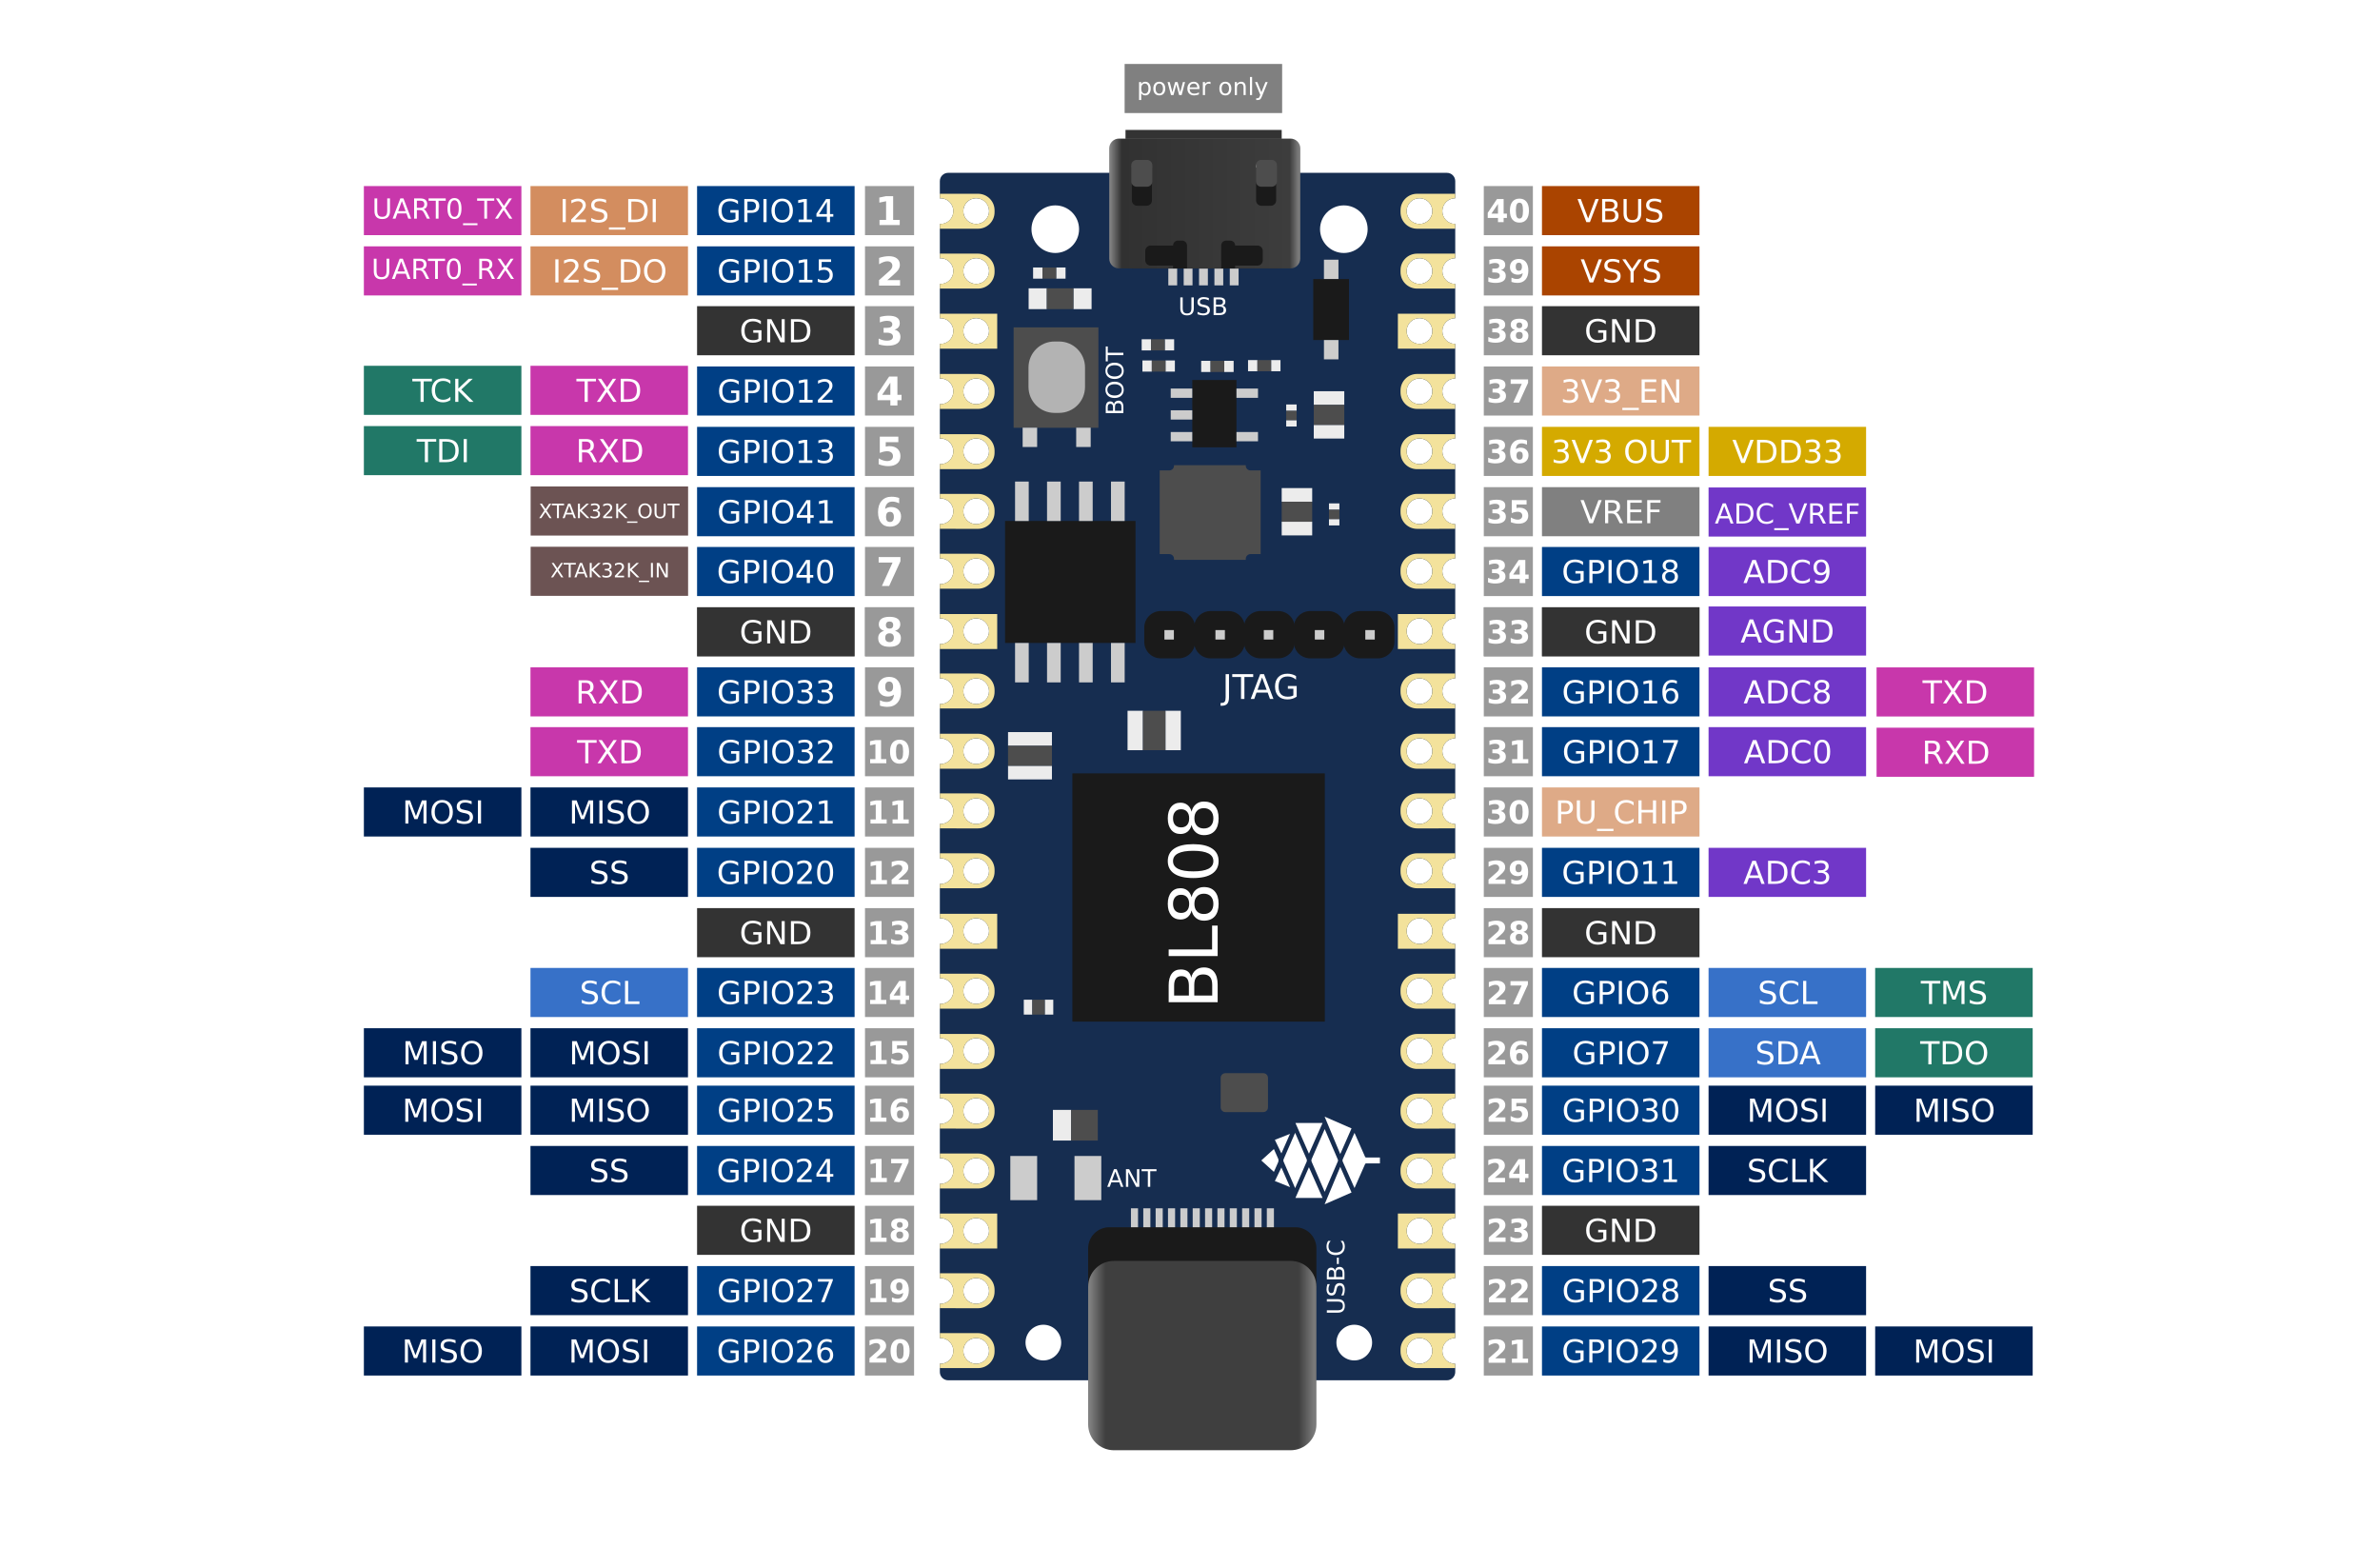 power only
UART0_TX I2S_DI GPIO14 1 40 VBUS
UART0_RX I2S_DO GPIO15 2 39 VSYS
USB
GND 3 38 GND
BOOT
TCK TXD GPIO12 4 37 3V3_EN
TDI RXD GPIO13 5 36 3V3 OUT VDD33
XTAK32K_OUT GPIO41 6 35 VREF ADC_VREF
XTAK32K_IN GPIO40 7 34 GPIO18 ADC9
GND 8 33 GND AGND
JTAG
RXD GPIO33 9 32 GPIO16 ADC8 TXD
TXD GPIO32 10 31 GPIO17 ADC0 RXD
MOSI MISO GPIO21 11 30 PU_CHIP
SS GPIO20 12 29 GPIO11 ADC3
BL808
GND 13 28 GND
SCL GPIO23 14 27 GPIO6 SCL TMS
MISO MOSI GPIO22 15 26 GPIO7 SDA TDO
MOSI MISO GPIO25 16 25 GPIO30 MOSI MISO
SS GPIO24 17 24 GPIO31 SCLK
ANT
GND 18 23 GND
USB-C
SCLK GPIO27 19 22 GPIO28 SS
MISO MOSI GPIO26 20 21 GPIO29 MISO MOSI